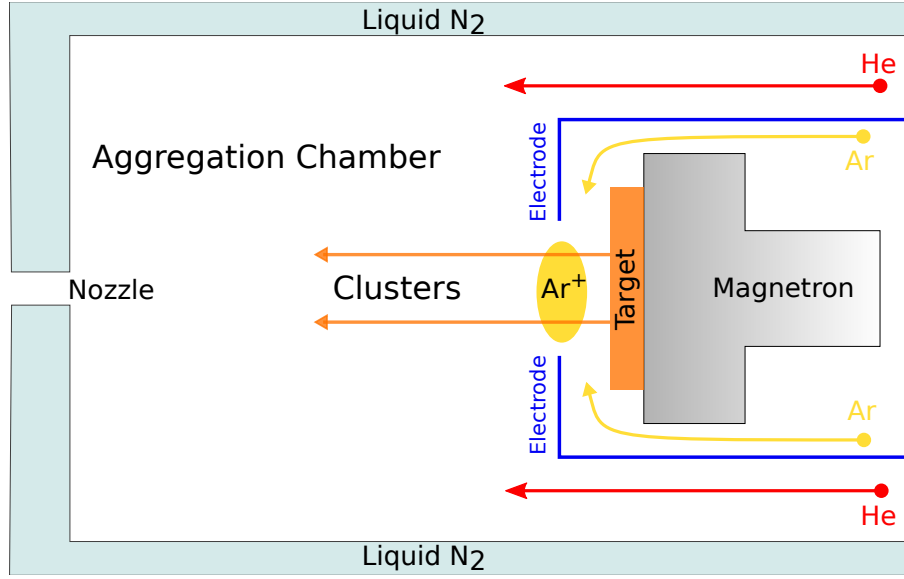 Liquid N2
He
Electrode
Ar
Aggregation Chamber
Nozzle
Clusters
Ar+
Target
Magnetron
Electrode
Ar
He
Liquid N2